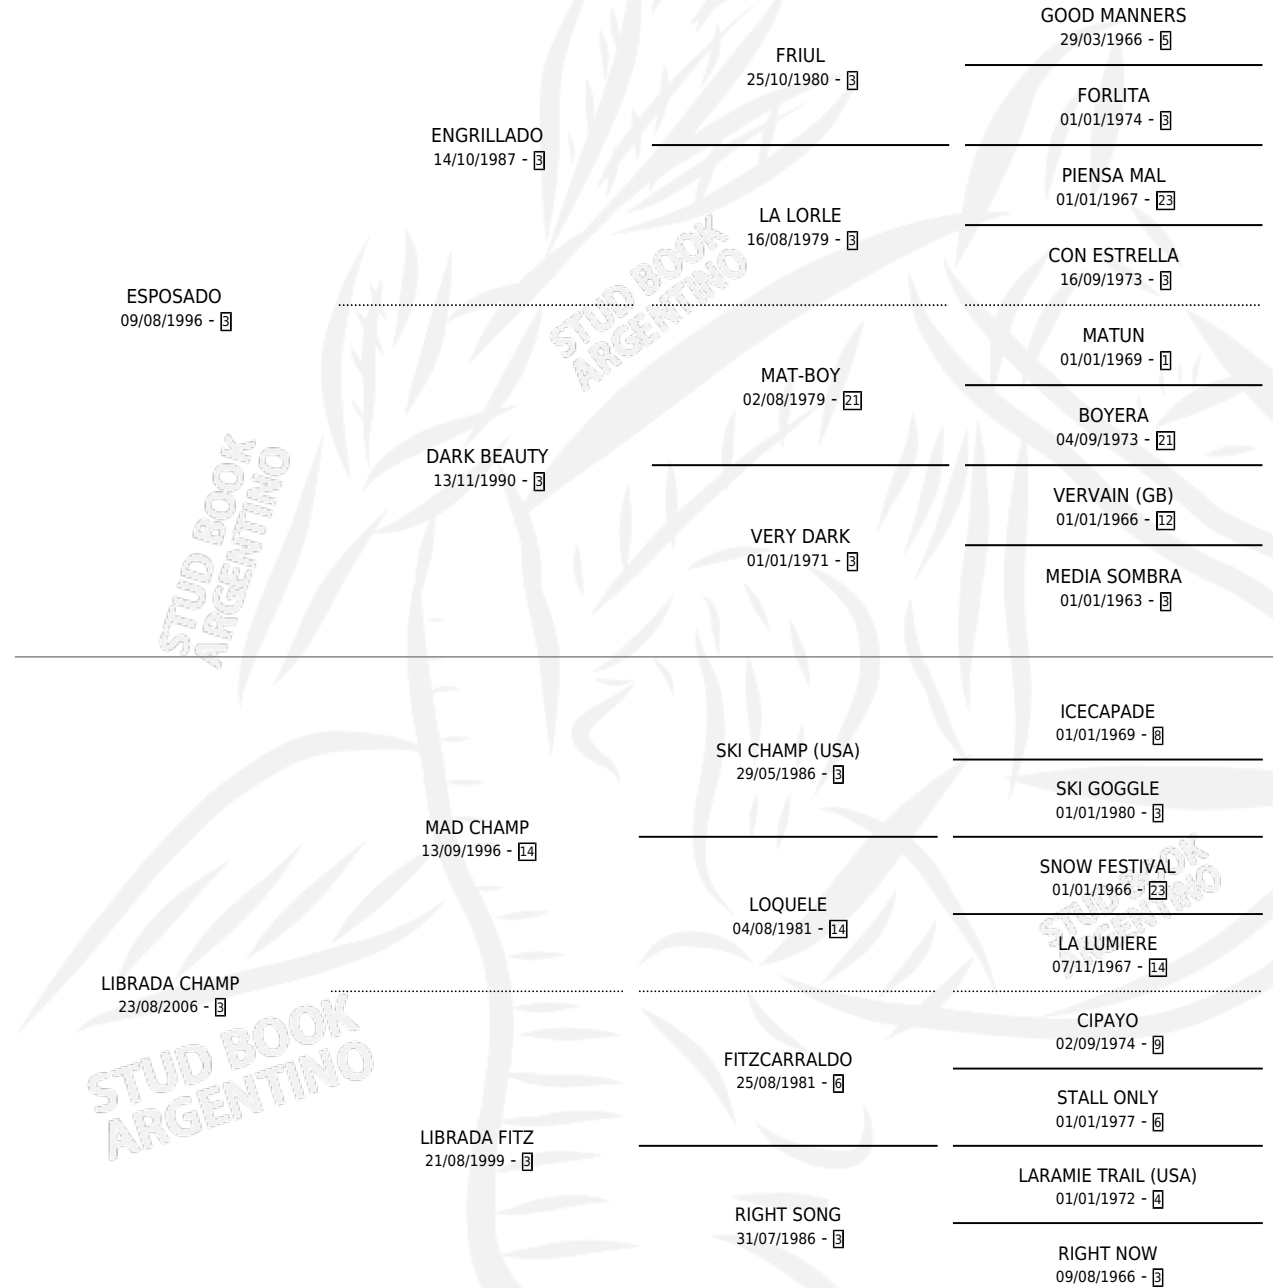 GOOD MANNERS
29/03/1966 - 5
FRIUL
25/10/1980 - 3
FORLITA
01/01/1974 - 3
ENGRILLADO
14/10/1987 - 3
PIENSA MAL
01/01/1967 - 23
LA LORLE
16/08/1979 - 3
CON ESTRELLA
16/09/1973 - 3
ESPOSADO
09/08/1996 - 3
MATUN
01/01/1969 - 1
MAT-BOY
02/08/1979 - 21
BOYERA
04/09/1973 - 21
DARK BEAUTY
13/11/1990 - 3
VERVAIN (GB)
01/01/1966 - 12
VERY DARK
01/01/1971 - 3
MEDIA SOMBRA
01/01/1963 - 3
STUD BOOK
ARGENTINO
STUD BOOK
ARGENTINO
ICECAPADE
01/01/1969 - 8
SKI CHAMP (USA)
29/05/1986 - 3
SKI GOGGLE
01/01/1980 - 3
MAD CHAMP
13/09/1996 - 14
SNOW FESTIVAL
01/01/1966 - 23
LOQUELE
04/08/1981 - 14
LA LUMIERE
07/11/1967 - 14
LIBRADA CHAMP
23/08/2006 - 3
CIPAYO
02/09/1974 - 9
FITZCARRALDO
25/08/1981 - 6
STALL ONLY
01/01/1977 - 6
LIBRADA FITZ
21/08/1999 - 3
LARAMIE TRAIL (USA)
01/01/1972 - 4
RIGHT SONG
31/07/1986 - 3
RIGHT NOW
09/08/1966 - 3
STUD BOOK
ARGENTINO
STUD BOOK
ARGENTINO